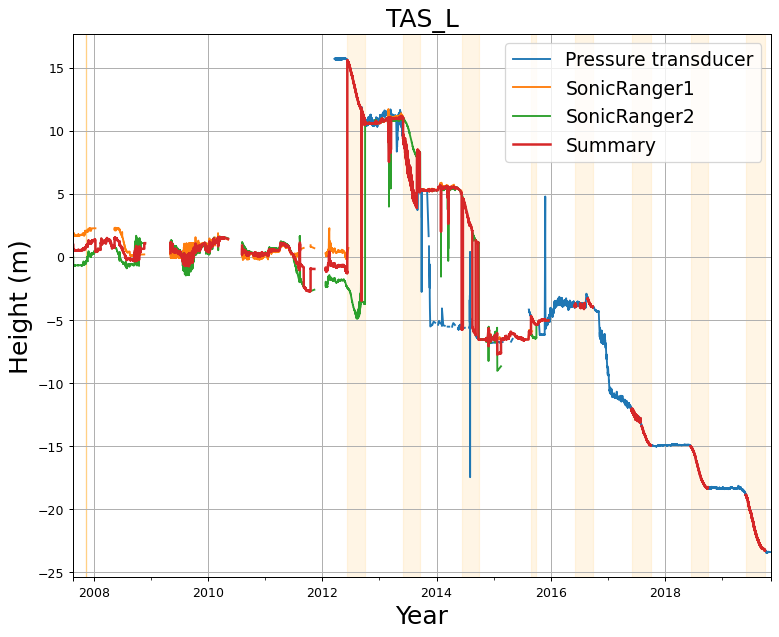 TAS_L
Pressure transducer
SonicRanger1
SonicRanger2
Summary
Height (m)
15
10
5
0
−5
−10
−15
−20
−25
2008 2010 2012 2014 2016 2018
Year